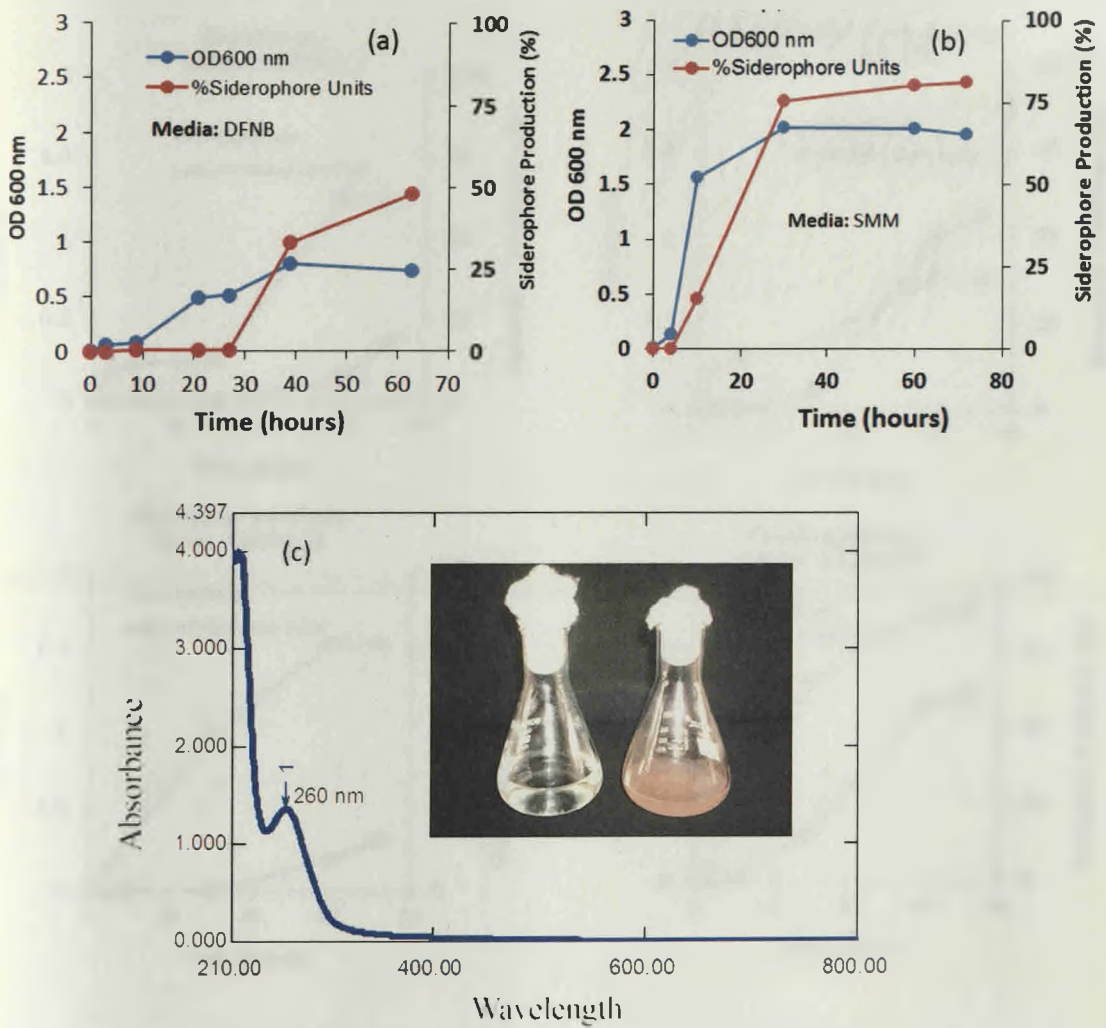 (a)
OD600 nm
%Siderophore Units
Media: DFNB
OD 600 nm
3
2.5
2
1.5
1
0.5
0
0 10 20 30 40 50 60 70
Time (hours)
100
75
50
25
0
Siderophore Production (%)
(b)
OD600 nm
%Siderophore Units
Media: SMM
OD 600 nm
3
2.5
2
1.5
1
0.5
0
0 20 40 60 80
Time (hours)
100
75
50
25
0
Siderophore Production (%)
(c)
4.397
4.000
3.000
2.000
1.000
0.000
Absorbance
1
260 nm
210.00 400.00 600.00 800.00
Wavelength